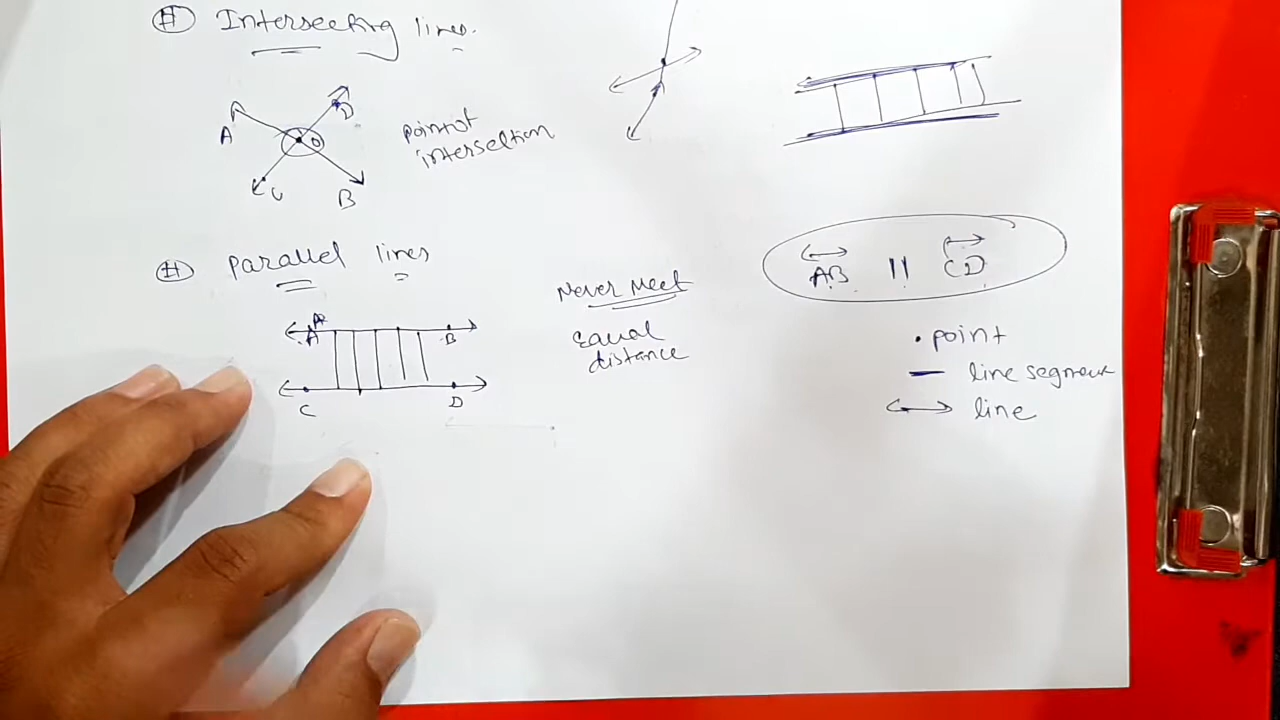 # Intersecting lines.
A
D
O
C
B
point of
intersection
# Parallel lines
A
B
C
D
Never Meet
Equal
distance
AB || CD
• point
— line segment
↔ line